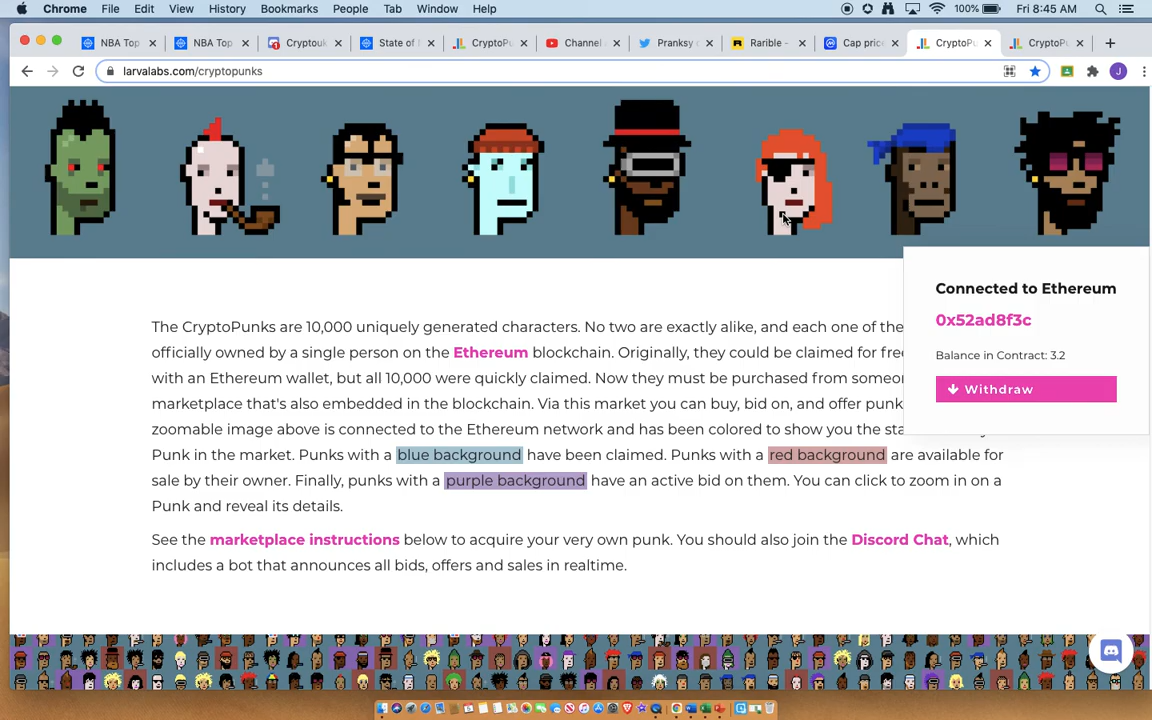 Chrome File Edit View History Bookmarks People Tab Window Help 100% Fri 8:45 AM
NBA Top NBA Top Cryptouk State of CryptoP Channel Pranksy c Rarible - Cap price CryptoPu CryptoPu
larvalabs.com/cryptopunks J
Connected to Ethereum
0x52ad8f3c
Balance in Contract: 3.2
Withdraw
The CryptoPunks are 10,000 uniquely generated characters. No two are exactly alike, and each one of the
officially owned by a single person on the Ethereum blockchain. Originally, they could be claimed for free
with an Ethereum wallet, but all 10,000 were quickly claimed. Now they must be purchased from someor
marketplace that's also embedded in the blockchain. Via this market you can buy, bid on, and offer punk
zoomable image above is connected to the Ethereum network and has been colored to show you the sta
Punk in the market. Punks with a blue background have been claimed. Punks with a red background are available for
sale by their owner. Finally, punks with a purple background have an active bid on them. You can click to zoom in on a
Punk and reveal its details.
See the marketplace instructions below to acquire your very own punk. You should also join the Discord Chat, which
includes a bot that announces all bids, offers and sales in realtime.